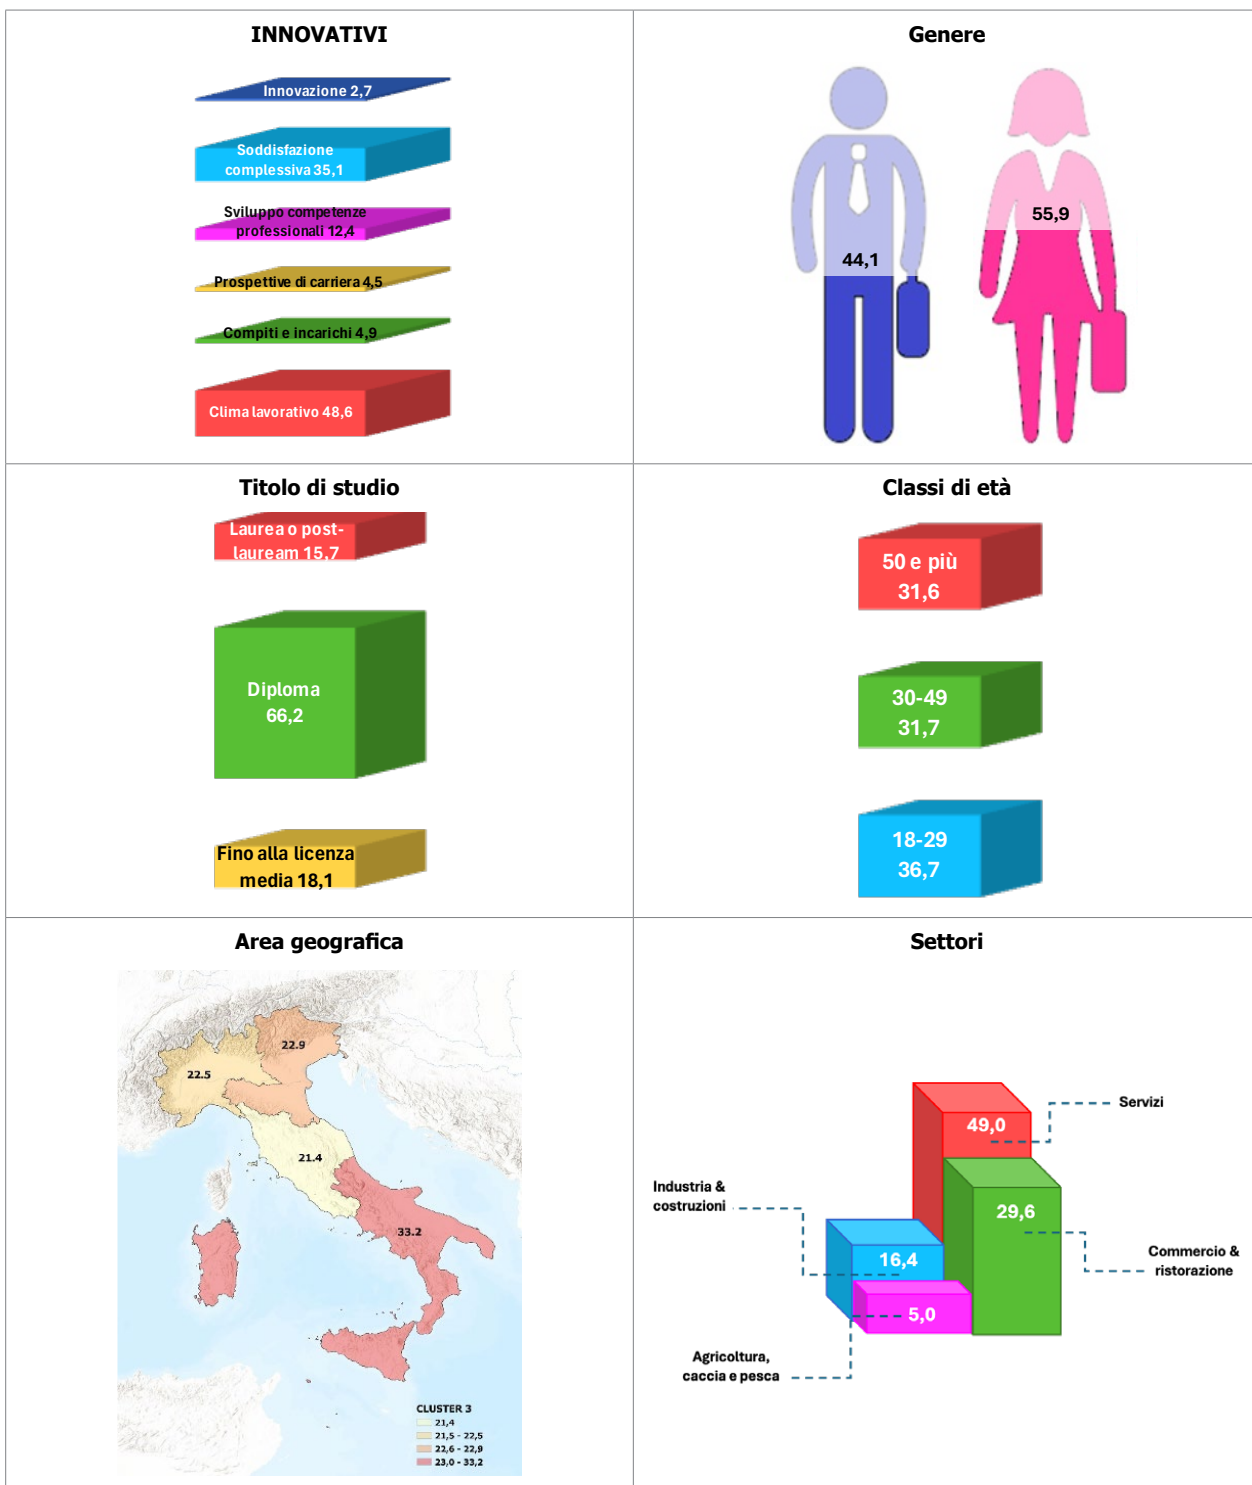 INNOVATIVI
Innovazione 2,7
Soddisfazione
complessiva 35,1
Sviluppo competenze
professionali 12,4
Prospettive di carriera 4,5
Compiti e incarichi 4,9
Clima lavorativo 48,6
Genere
44,1
55,9
Titolo di studio
Laurea o post-
lauream 15,7
Diploma
66,2
Fino alla licenza
media 18,1
Classi di età
50 e più
31,6
30-49
31,7
18-29
36,7
Area geografica
22.9
22.5
21.4
33.2
CLUSTER 3
21,4
21,5 - 22,5
22,6 - 22,9
23,0 - 33,2
Settori
Servizi
49,0
Industria &
costruzioni
29,6
16,4
Commercio &
ristorazione
5,0
Agricoltura,
caccia e pesca